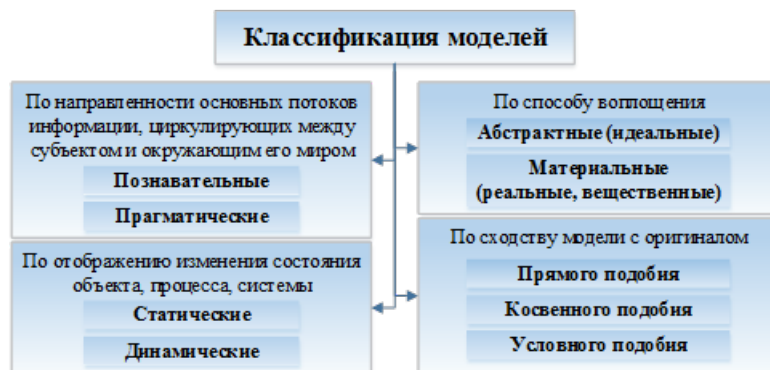 Классификация моделей
По направленности основных потоков
информации, циркулирующих между
субъектом и окружающим его миром
Познавательные
Прагматические
По способу воплощения
Абстрактные (идеальные)
Материальные
(реальные, вещественные)
По отображению изменения состояния
объекта, процесса, системы
Статические
Динамические
По сходству модели с оригиналом
Прямого подобия
Косвенного подобия
Условного подобия